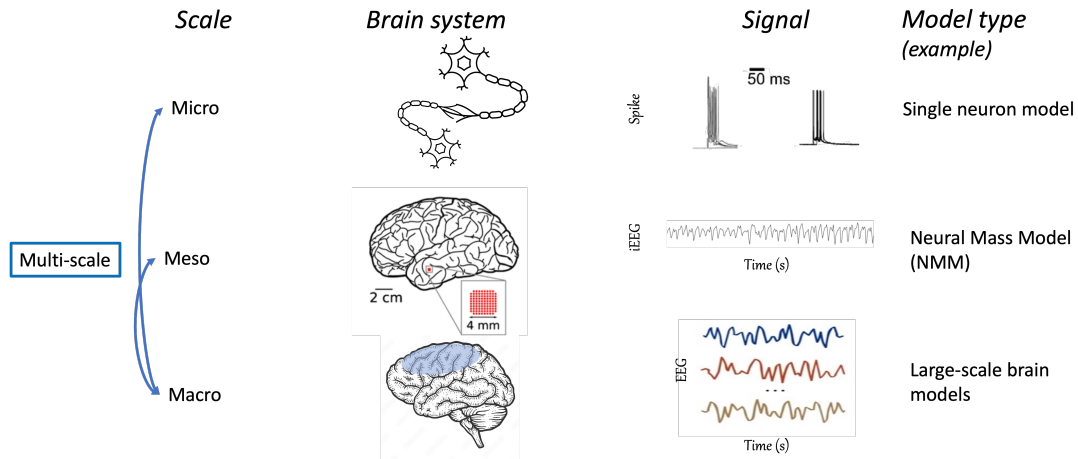 Scale
Brain system
Signal
Model type
(example)
Micro
Spike
50 ms
Single neuron model
Multi-scale
Meso
2 cm
4 mm
iEEG
Time (s)
Neural Mass Model
(NMM)
Macro
EEG
...
Time (s)
Large-scale brain
models